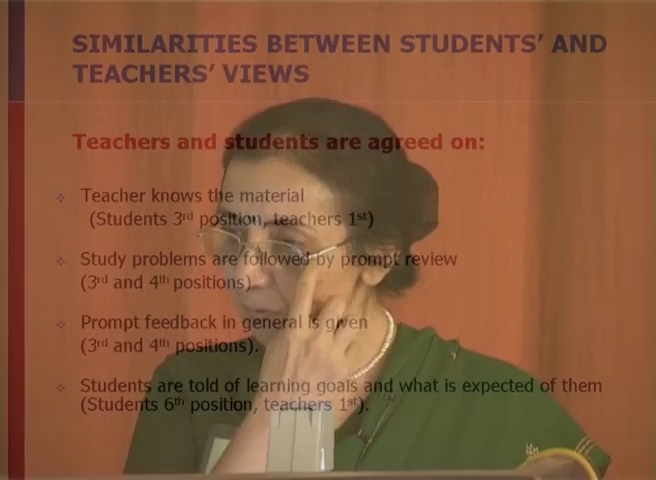 SIMILARITIES BETWEEN STUDENTS' AND
TEACHERS' VIEWS
Teachers and students are agreed on:
Teacher knows the material
(Students 3rd position, teachers 1st)
Study problems are followed by prompt review
(3rd and 4th positions)
Prompt feedback in general is given
(3rd and 4th positions).
Students are told of learning goals and what is expected of them
(Students 6th position, teachers 1st).